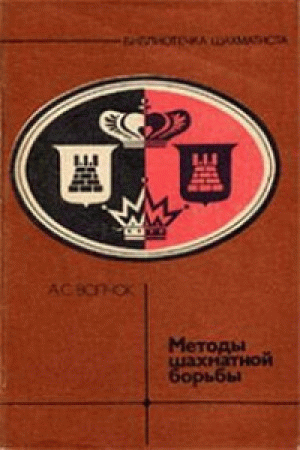 БИБЛИОТЕЧКА ШАХМАТИСТА
А.С.ВОЛЧОК
Методы
шахматной
борьбы